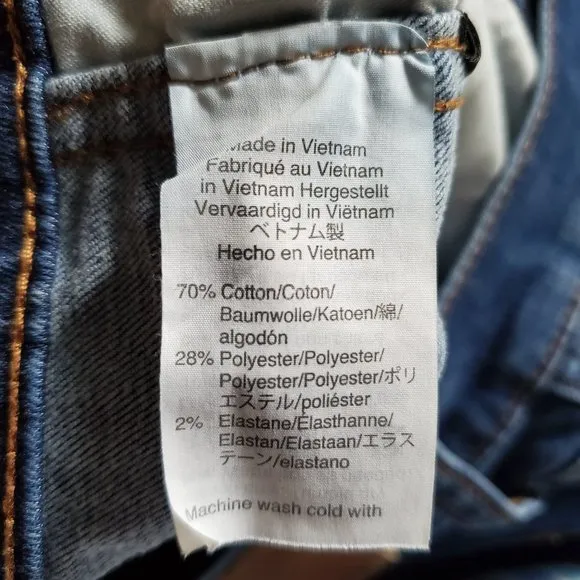 Made in Vietnam
Fabriqué au Vietnam
in Vietnam Hergestellt
Vervaardigd in Viëtnam
ベトナム製
Hecho en Vietnam
70% Cotton/Coton/
Baumwolle/Katoen/綿/
algodón
28% Polyester/Polyester/
Polyester/Polyester/ポリ
エステル/poliéster
2% Elastane/Elasthanne/
Elastan/Elastaan/エラス
テーン/elastano
Machine wash cold with